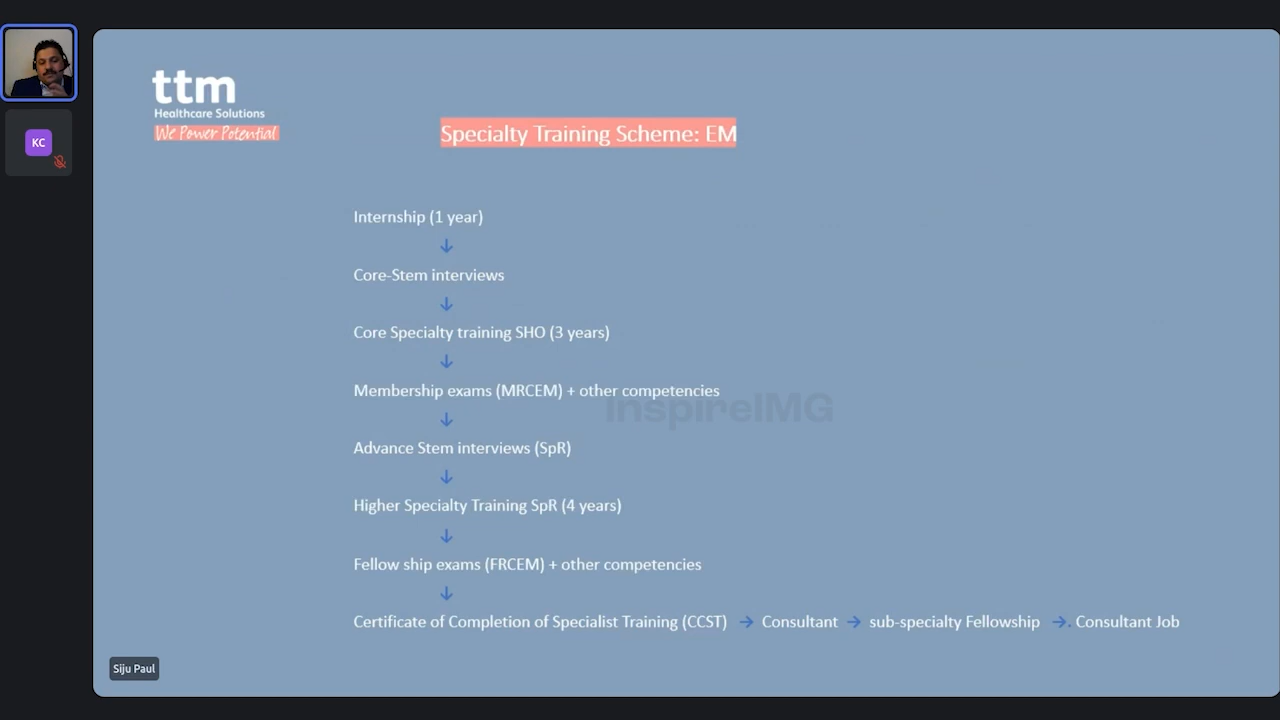 ttm
Healthcare Solutions
We Power Potential
KC
Specialty Training Scheme: EM
Internship (1 year)
Core-Stem interviews
Core Specialty training SHO (3 years)
Membership exams (MRCEM) + other competencies
InspireIMG
Advance Stem interviews (SpR)
Higher Specialty Training SpR (4 years)
Fellow ship exams (FRCEM) + other competencies
Certificate of Completion of Specialist Training (CCST) → Consultant → sub-specialty Fellowship →. Consultant Job
Siju Paul